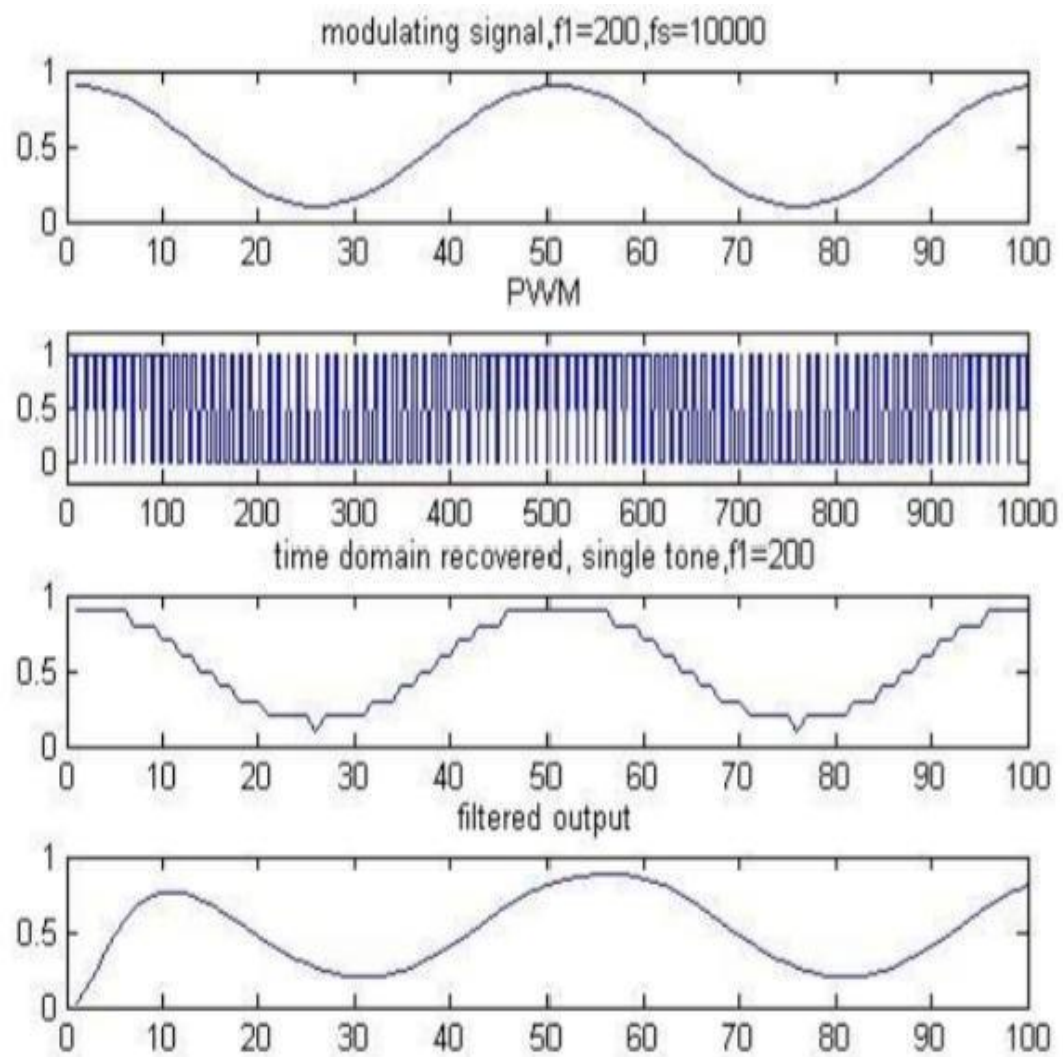 modulating signal,f1=200,fs=10000
1
0.5
0
0 10 20 30 40 50 60 70 80 90 100
PWM
1
0.5
0
0 100 200 300 400 500 600 700 800 900 1000
time domain recovered, single tone,f1=200
1
0.5
0
0 10 20 30 40 50 60 70 80 90 100
filtered output
1
0.5
0
0 10 20 30 40 50 60 70 80 90 100